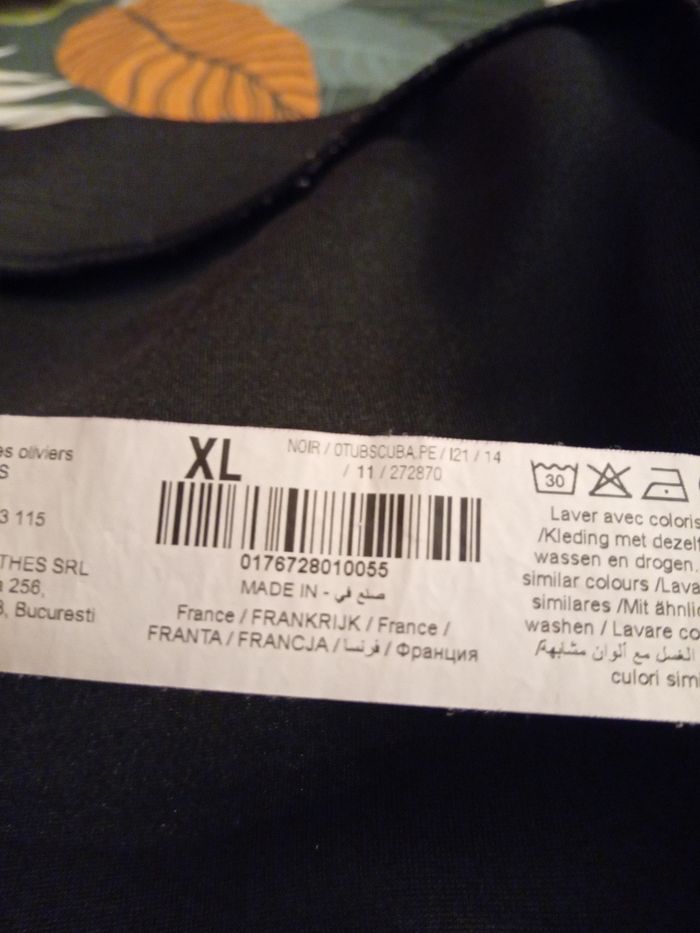 es oliviers
S
3 115
THES SRL
256,
, Bucuresti
XL
NOIR / 0TUBSCUBA.PE / I21 / 14
/ 11 / 272870
0176728010055
MADE IN - صنع في
France / FRANKRIJK / France /
FRANTA / FRANCJA / فرنسا / Франция
30
Laver avec coloris
/Kleding met dezelf
wassen en drogen.
similar colours /Lava
similares /Mit ähnlic
washen / Lavare co
الغسل مع ألوان مشابهة/
culori simi